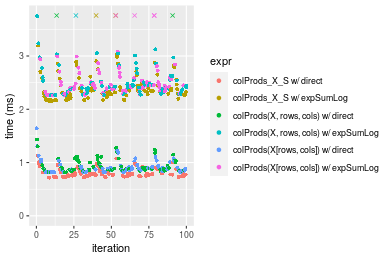 expr
colProds_X_S w/ direct
colProds_X_S w/ expSumLog
colProds(X, rows, cols) w/ direct
colProds(X, rows, cols) w/ expSumLog
colProds(X[rows, cols]) w/ direct
colProds(X[rows, cols]) w/ expSumLog
time (ms)
3
2
1
0
0
25
50
75
100
iteration